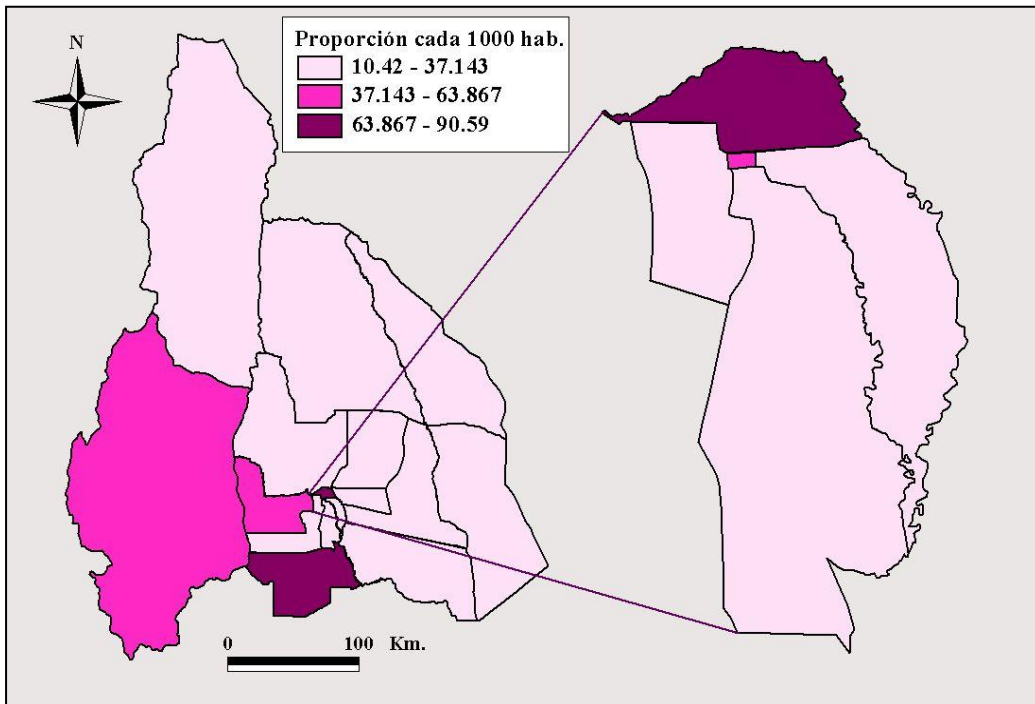 N
Proporción cada 1000 hab.
10.42 - 37.143
37.143 - 63.867
63.867 - 90.59
0 100 Km.